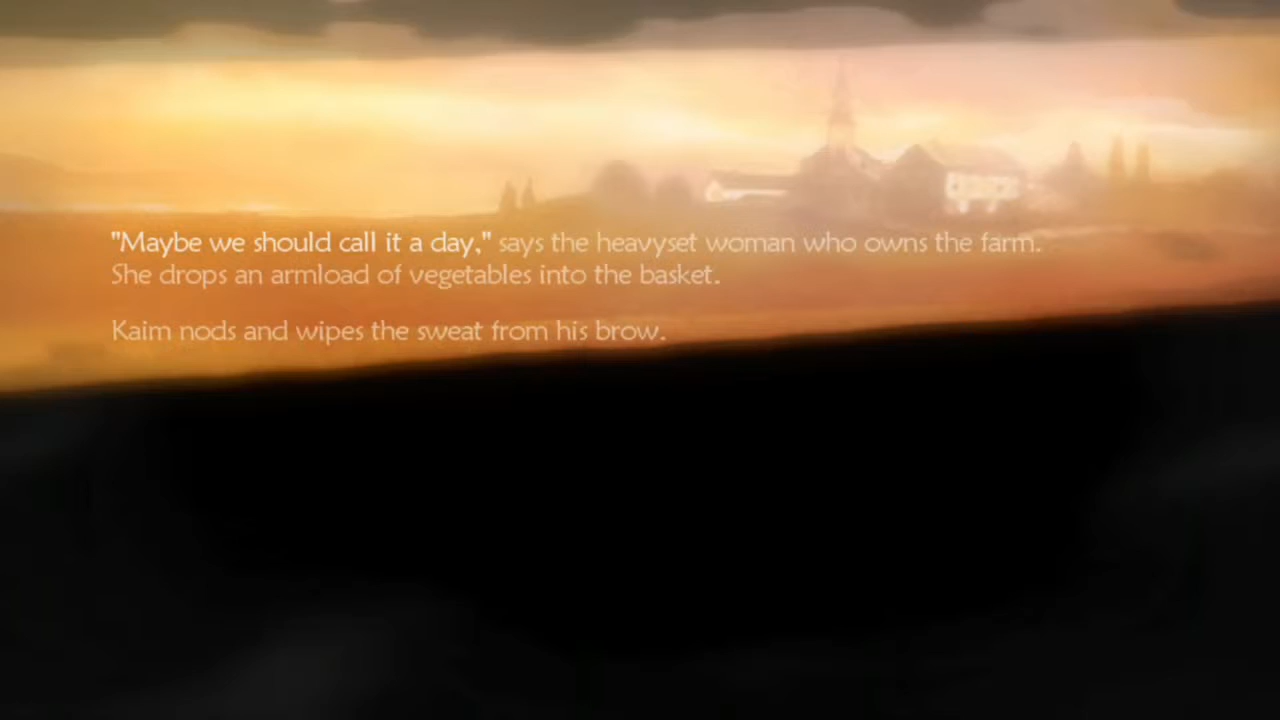 "Maybe we should call it a day," says the heavyset woman who owns the farm.
She drops an armload of vegetables into the basket.
Kaim nods and wipes the sweat from his brow.